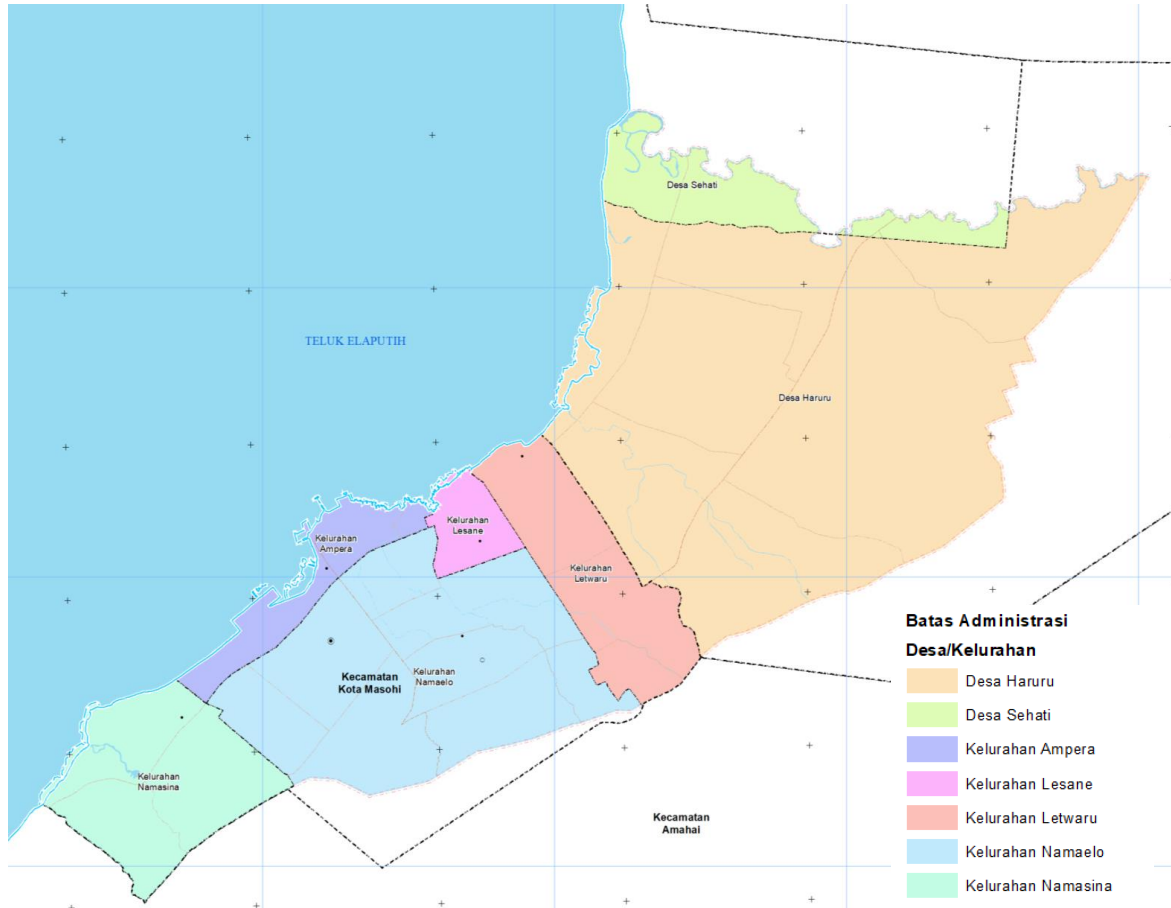 Desa Sehati
TELUK ELAPUTIH
Desa Haruru
Kelurahan
Lesane
Kelurahan
Ampera
Kelurahan
Letwaru
Kecamatan
Kota Masohi
Kelurahan
Namaelo
Kelurahan
Namasina
Kecamatan
Amahai
Batas Administrasi
Desa/Kelurahan
Desa Haruru
Desa Sehati
Kelurahan Ampera
Kelurahan Lesane
Kelurahan Letwaru
Kelurahan Namaelo
Kelurahan Namasina